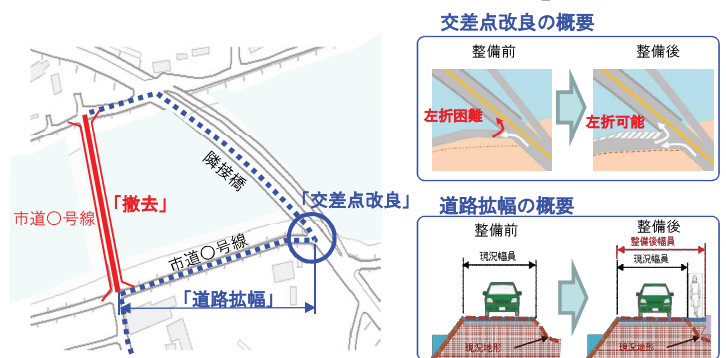 市道○号線
「撤去」
隣接橋
「交差点改良」
市道○号線
「道路拡幅」
交差点改良の概要
整備前
整備後
左折困難
左折可能
道路拡幅の概要
整備前
整備後
現況幅員
整備後幅員
現況幅員
現況地形
現況地形